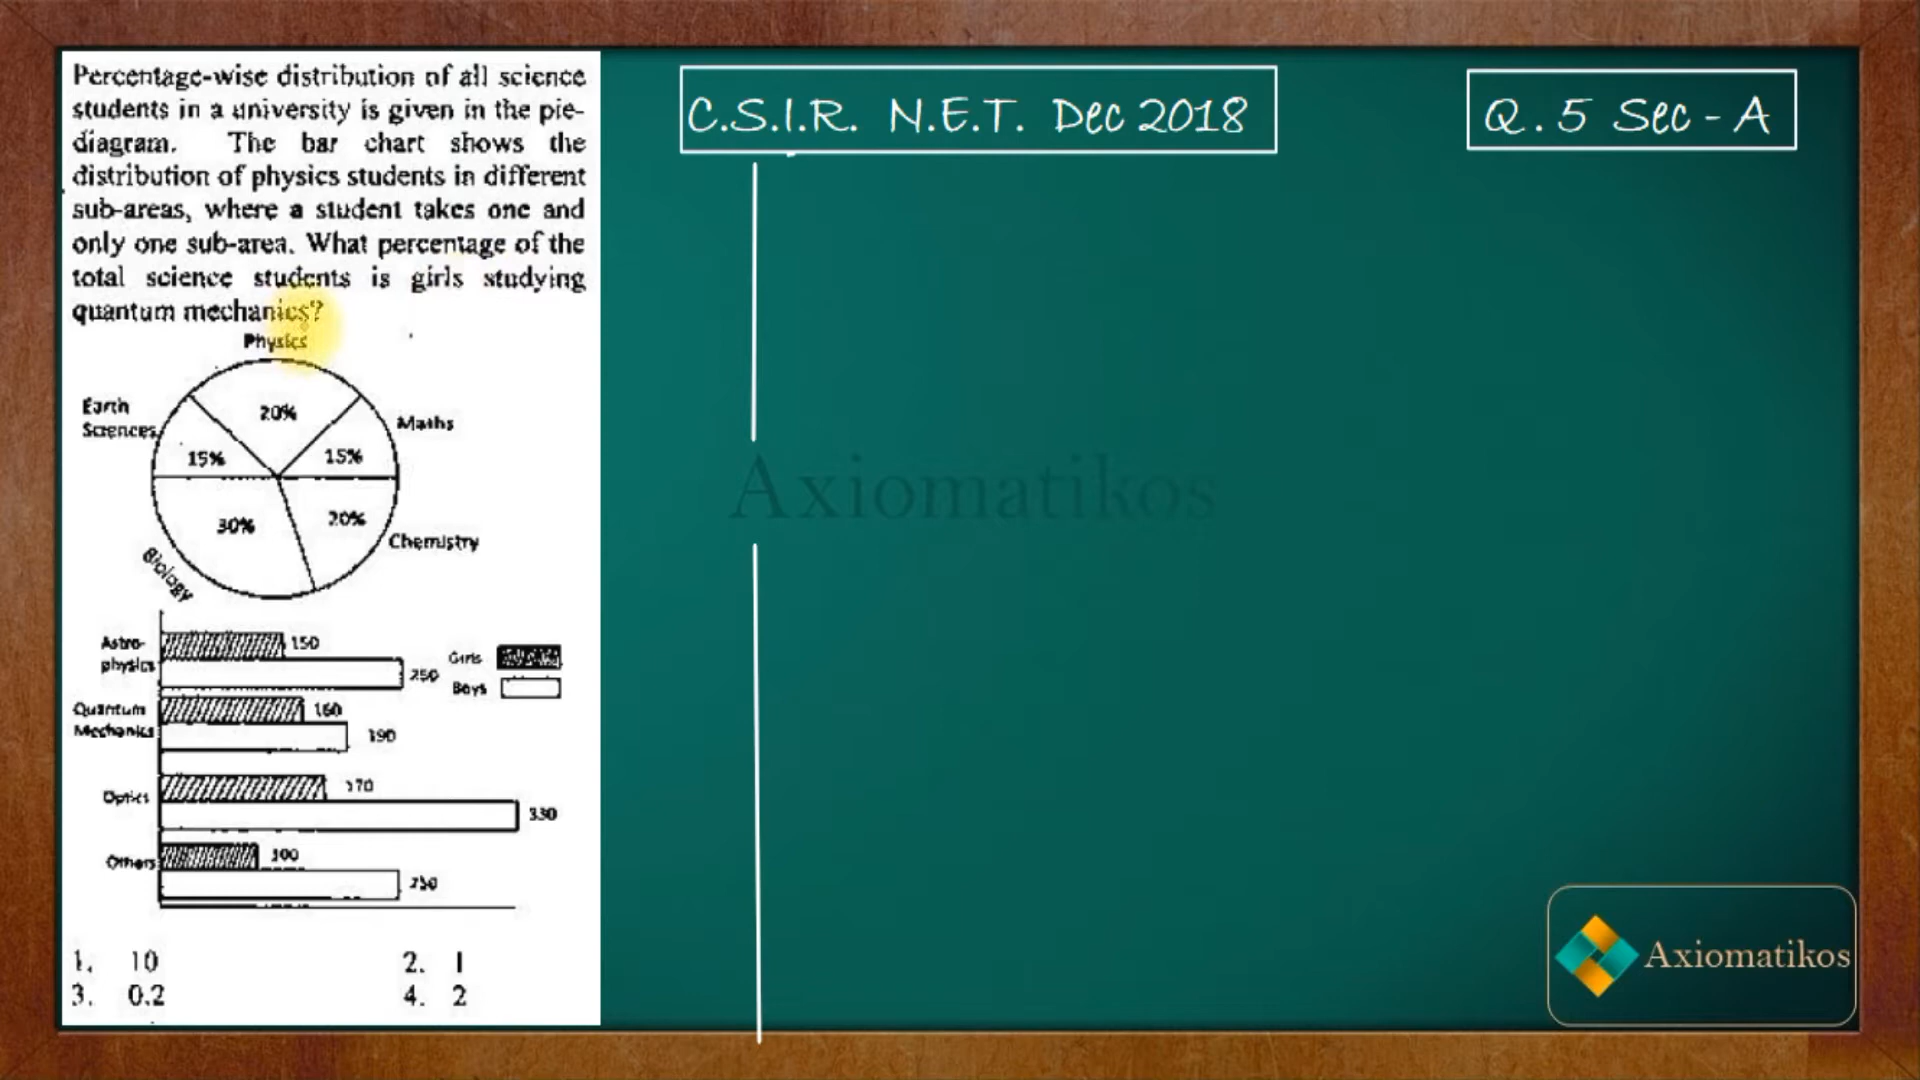 Percentage-wise distribution of all science
students in a university is given in the pie-
diagram. The bar chart shows the
distribution of physics students in different
sub-areas, where a student takes one and
only one sub-area. What percentage of the
total science students is girls studying
quantum mechanics?
Physics
Earth
Sciences
20%
Maths
15%
15%
30%
20%
Chemistry
Biology
Astro-
physics
150
250
Girls
Boys
Quantum
Mechanics
160
190
Optics
170
330
Others
100
250
1. 10
2. 1
3. 0.2
4. 2
C.S.I.R. N.E.T. Dec 2018
Q. 5 Sec - A
Axiomatikos
Axiomatikos